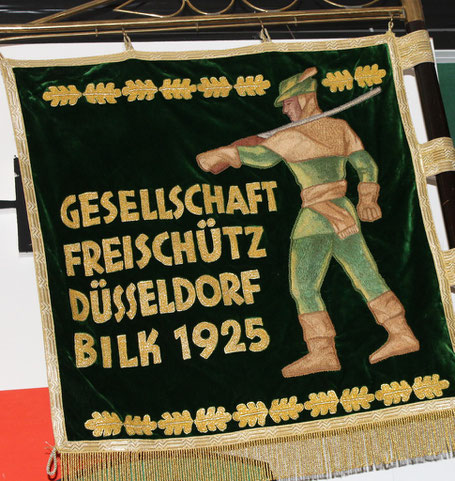 GESELLSCHAFT
FREISCHÜTZ
DÜSSELDORF
BILK 1925